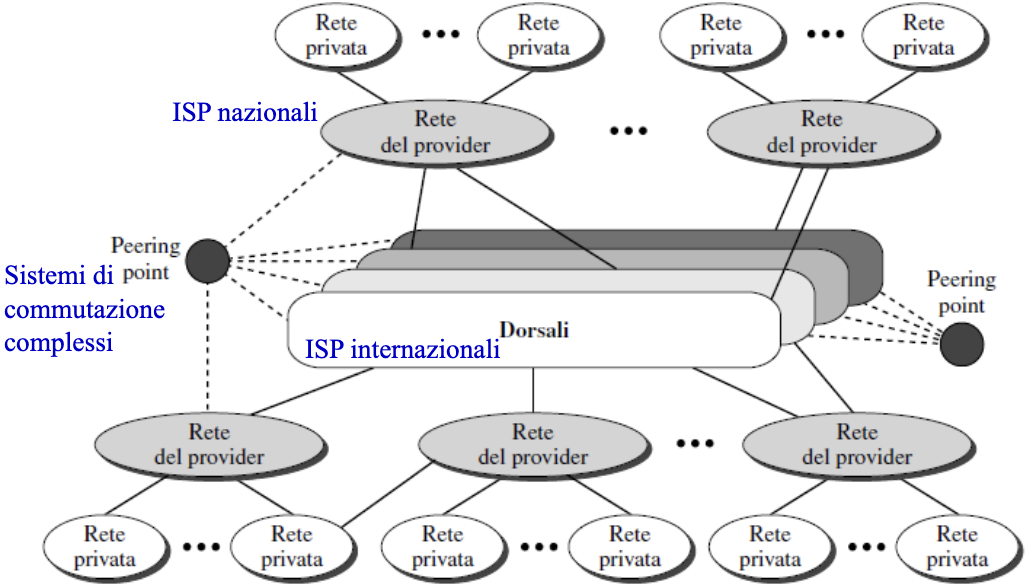 Rete
privata
Rete
privata
Rete
privata
Rete
privata
ISP nazionali
Rete
del provider
Rete
del provider
Peering
point
Sistemi di
commutazione
complessi
Peering
point
Dorsali
ISP internazionali
Rete
del provider
Rete
del provider
Rete
del provider
Rete
privata
Rete
privata
Rete
privata
Rete
privata
Rete
privata
Rete
privata